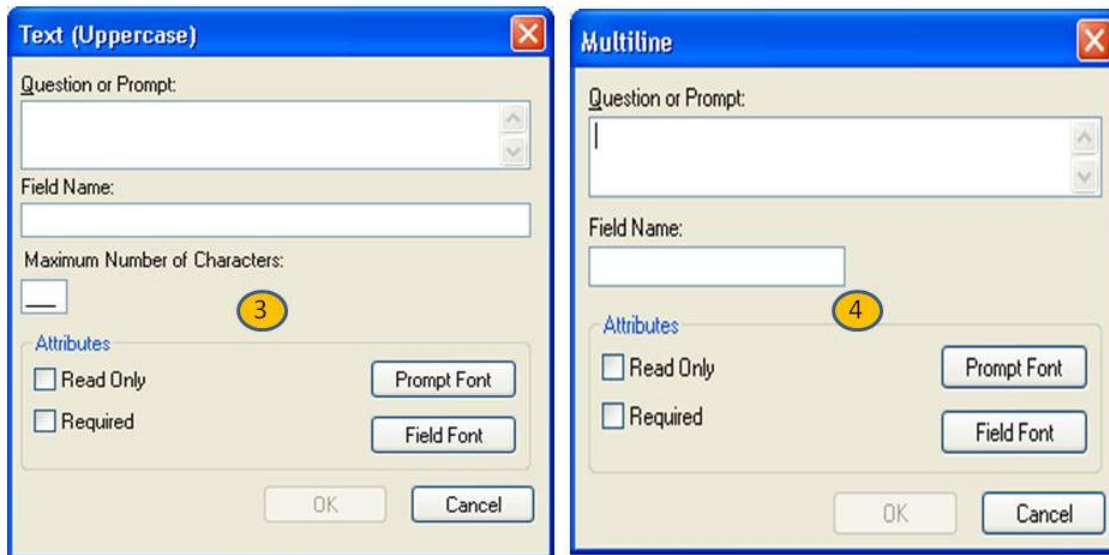 Text (Uppercase)
Question or Prompt:
Field Name:
Maximum Number of Characters:
3
Attributes
Read Only
Prompt Font
Required
Field Font
OK
Cancel
Multiline
Question or Prompt:
Field Name:
4
Attributes
Read Only
Prompt Font
Required
Field Font
OK
Cancel